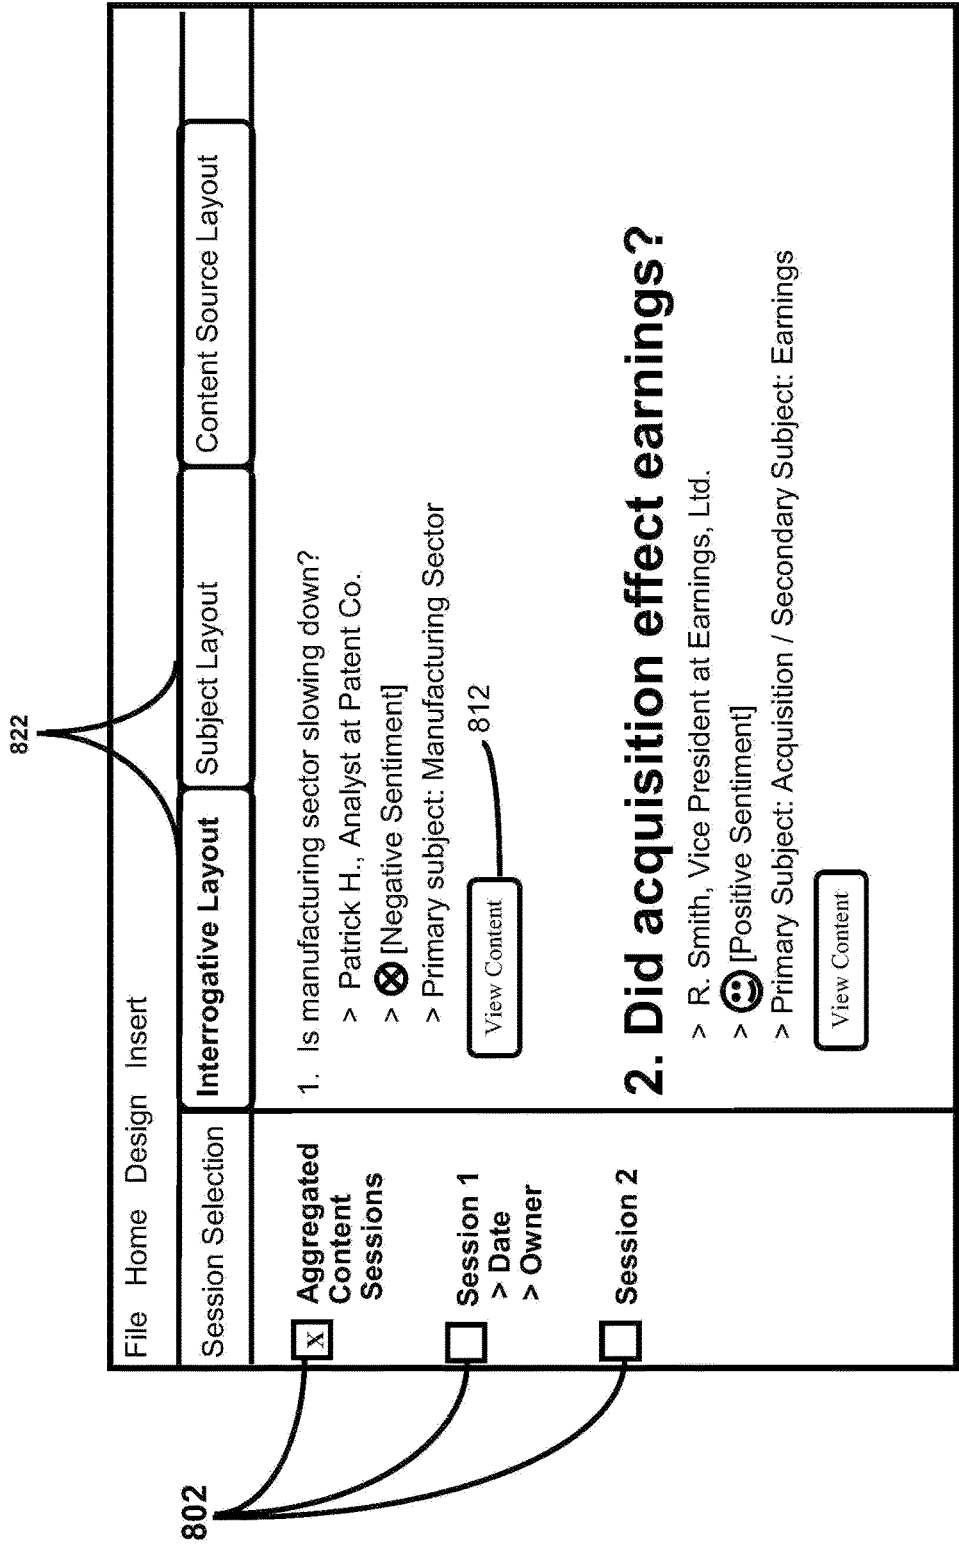 822
File Home Design Insert
Session Selection
Interrogative Layout
Subject Layout
Content Source Layout
802
x
Aggregated
Content
Sessions
Session 1
> Date
> Owner
Session 2
1. Is manufacturing sector slowing down?
> Patrick H., Analyst at Patent Co.
> [Negative Sentiment]
> Primary subject: Manufacturing Sector
View Content
812
2. Did acquisition effect earnings?
> R. Smith, Vice President at Earnings, Ltd.
> [Positive Sentiment]
> Primary Subject: Acquisition / Secondary Subject: Earnings
View Content